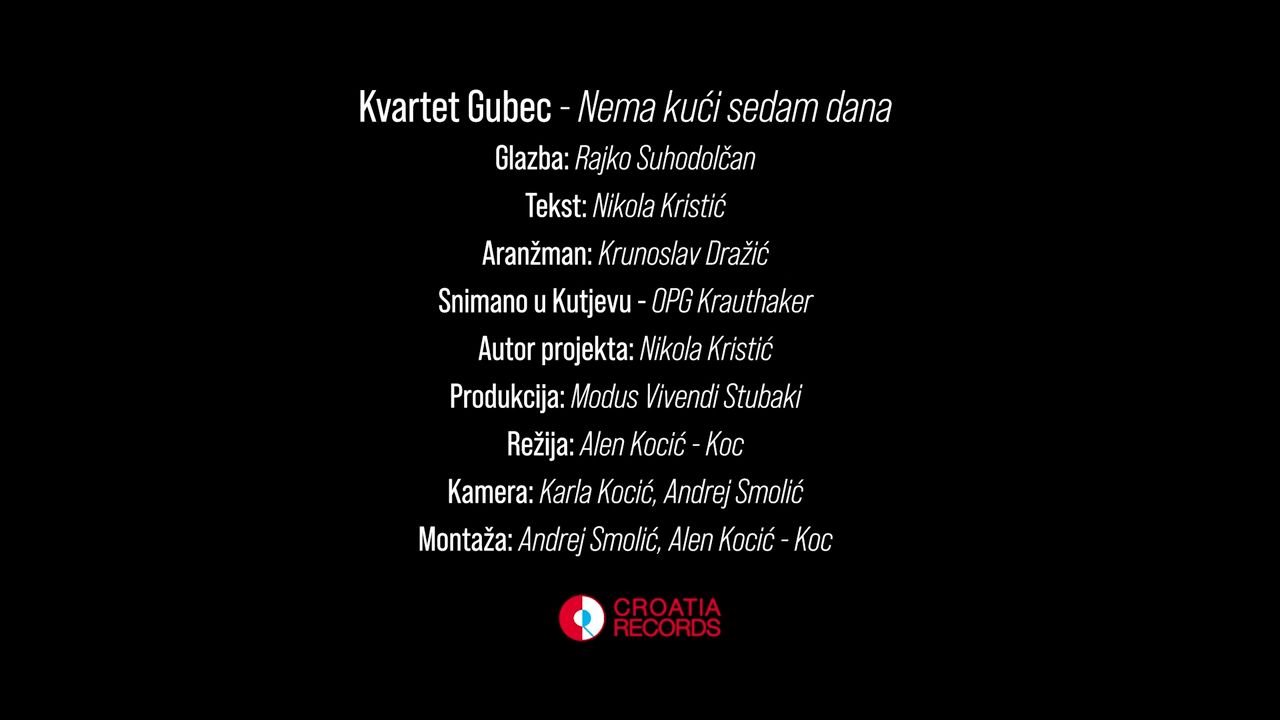 Kvartet Gubec - Nema kući sedam dana
Glazba: Rajko Suhodolčan
Tekst: Nikola Kristić
Aranžman: Krunoslav Dražić
Snimano u Kutjevu - OPG Krauthaker
Autor projekta: Nikola Kristić
Produkcija: Modus Vivendi Stubaki
Režija: Alen Kocić - Koc
Kamera: Karla Kocić, Andrej Smolić
Montaža: Andrej Smolić, Alen Kocić - Koc
CROATIA
RECORDS